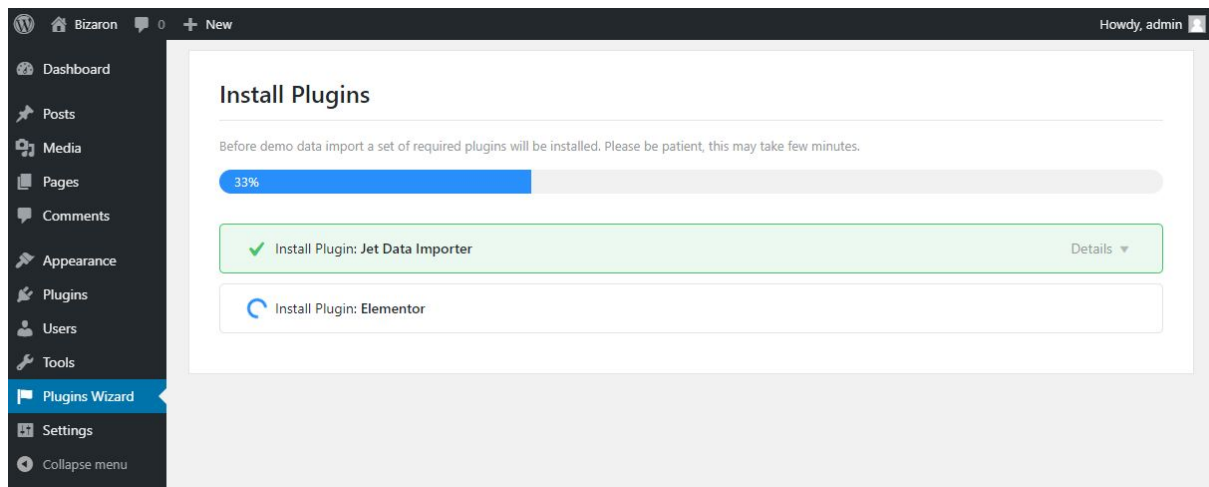 Bizaron 0 New Howdy, admin
Dashboard
Posts
Media
Pages
Comments
Appearance
Plugins
Users
Tools
Plugins Wizard
Settings
Collapse menu
Install Plugins
Before demo data import a set of required plugins will be installed. Please be patient, this may take few minutes.
33%
Install Plugin: Jet Data Importer Details
Install Plugin: Elementor